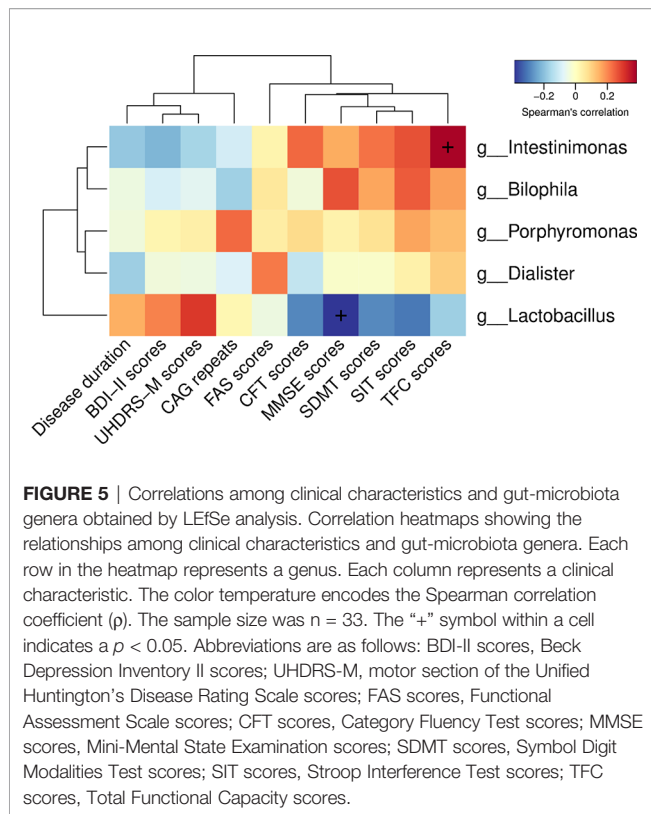 −0.2 0 0.2
Spearman's correlation
+ g__Intestinimonas
g__Bilophila
g__Porphyromonas
g__Dialister
+ g__Lactobacillus
Disease duration
BDI−II scores
UHDRS−M scores
CAG repeats
FAS scores
CFT scores
MMSE scores
SDMT scores
SIT scores
TFC scores
FIGURE 5 | Correlations among clinical characteristics and gut-microbiota
genera obtained by LEfSe analysis. Correlation heatmaps showing the
relationships among clinical characteristics and gut-microbiota genera. Each
row in the heatmap represents a genus. Each column represents a clinical
characteristic. The color temperature encodes the Spearman correlation
coefficient (ρ). The sample size was n = 33. The “+” symbol within a cell
indicates a p < 0.05. Abbreviations are as follows: BDI-II scores, Beck
Depression Inventory II scores; UHDRS-M, motor section of the Unified
Huntington’s Disease Rating Scale scores; FAS scores, Functional
Assessment Scale scores; CFT scores, Category Fluency Test scores; MMSE
scores, Mini-Mental State Examination scores; SDMT scores, Symbol Digit
Modalities Test scores; SIT scores, Stroop Interference Test scores; TFC
scores, Total Functional Capacity scores.